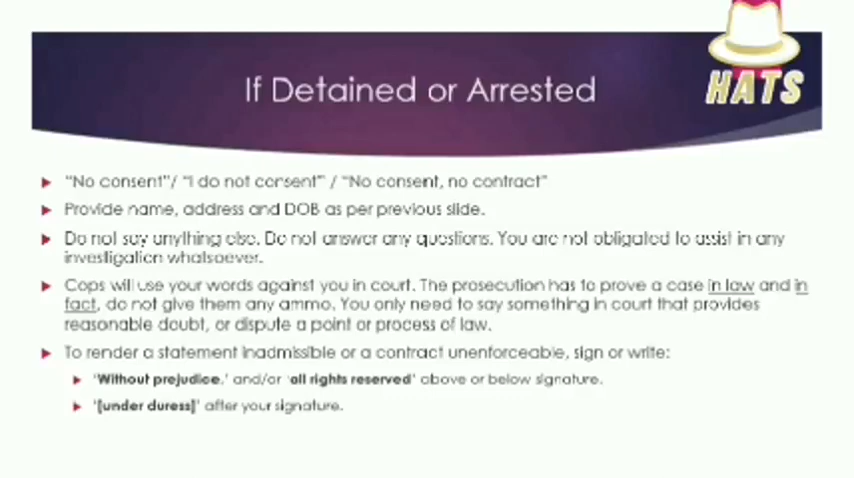 HATS
If Detained or Arrested
"No consent"/ "I do not consent" / "No consent, no contract"
Provide name, address and DOB as per previous slide.
Do not say anything else. Do not answer any questions. You are not obligated to assist in any
investigation whatsoever.
Cops will use your words against you in court. The prosecution has to prove a case in law and in
fact, do not give them any ammo. You only need to say something in court that provides
reasonable doubt, or dispute a point or process of law.
To render a statement inadmissible or a contract unenforceable, sign or write:
'Without prejudice,' and/or 'all rights reserved' above or below signature.
'[under duress]' after your signature.